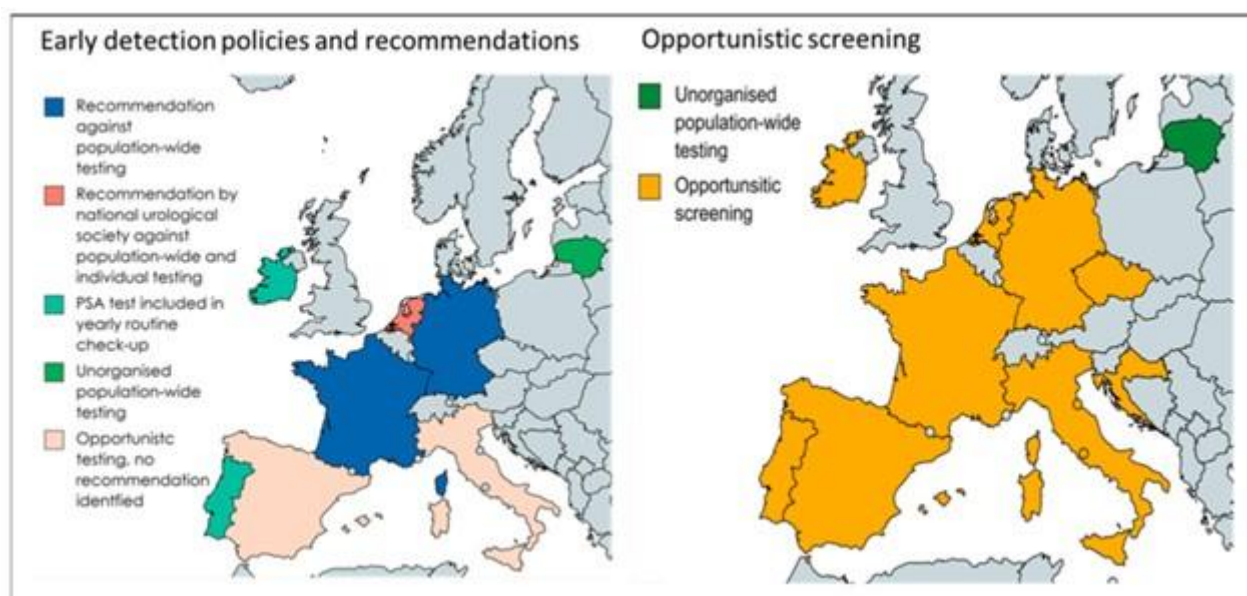 Early detection policies and recommendations
Recommendation
against
population-wide
testing
Recommendation by
national urological
society against
population-wide and
individual testing
PSA test included in
yearly routine
check-up
Unorganised
population-wide
testing
Opportunistc
testing, no
recommendation
identfied
Opportunistic screening
Unorganised
population-wide
testing
Opportunsitic
screening